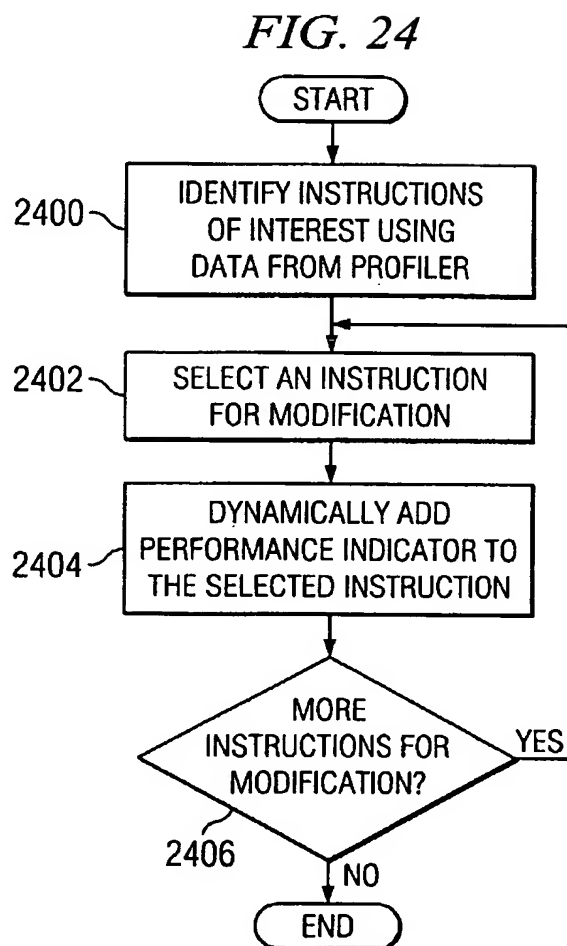 FIG. 24
START
2400
IDENTIFY INSTRUCTIONS
OF INTEREST USING
DATA FROM PROFILER
2402
SELECT AN INSTRUCTION
FOR MODIFICATION
2404
DYNAMICALLY ADD
PERFORMANCE INDICATOR TO
THE SELECTED INSTRUCTION
MORE
INSTRUCTIONS FOR
MODIFICATION?
YES
2406
NO
END